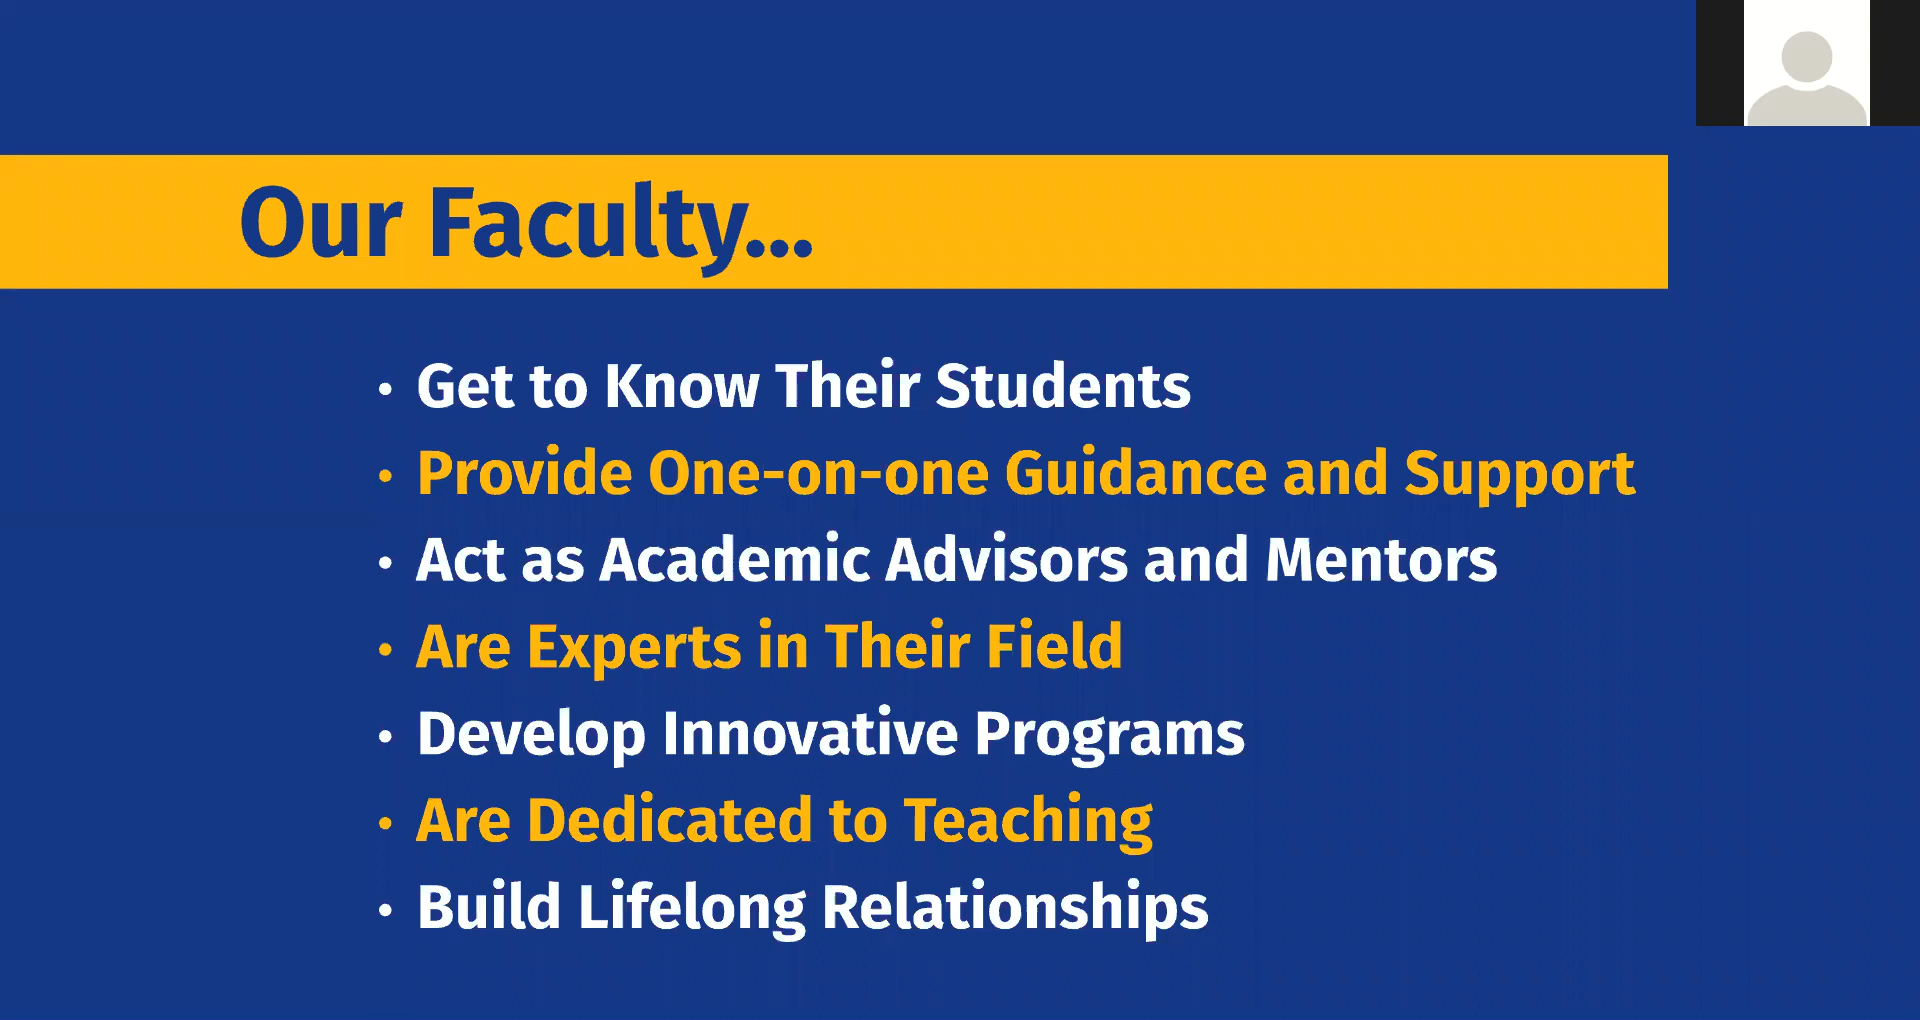 Our Faculty...
• Get to Know Their Students
• Provide One-on-one Guidance and Support
• Act as Academic Advisors and Mentors
• Are Experts in Their Field
• Develop Innovative Programs
• Are Dedicated to Teaching
• Build Lifelong Relationships